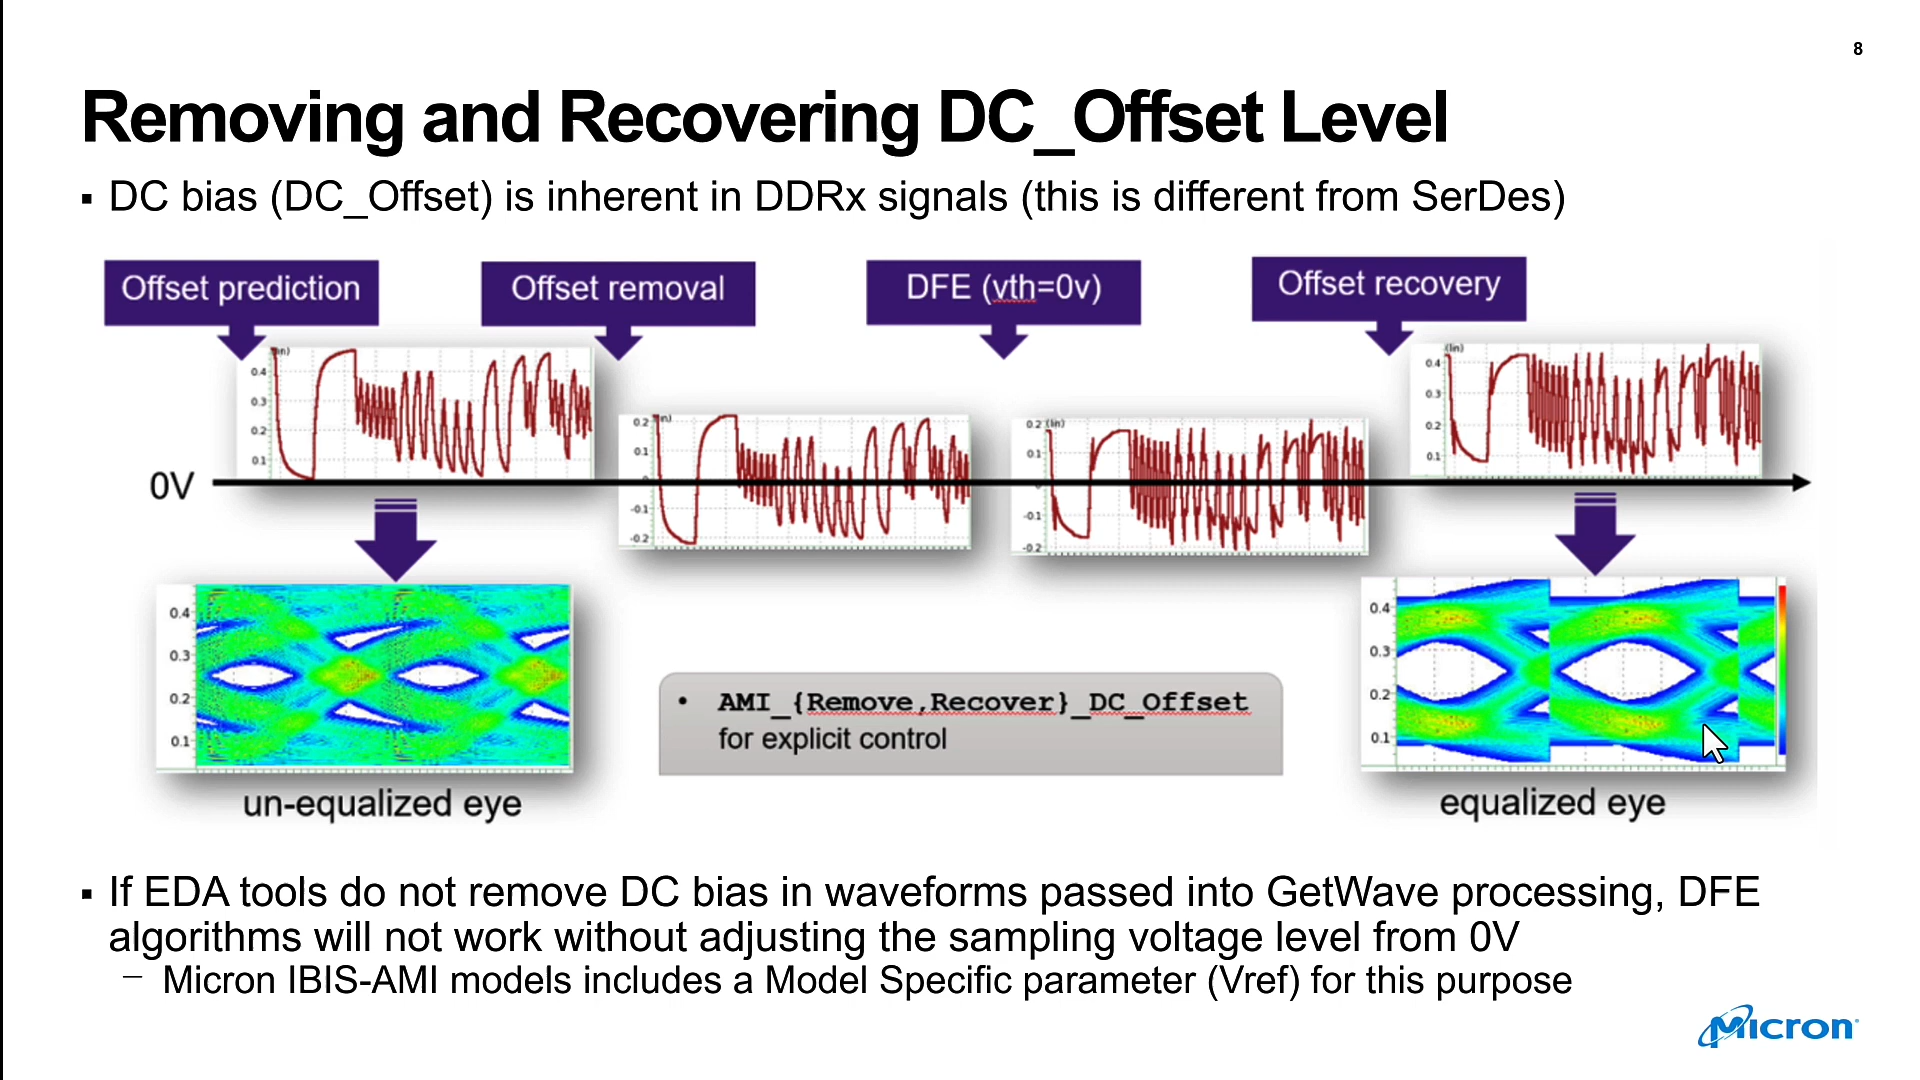 8
Removing and Recovering DC_Offset Level
▪ DC bias (DC_Offset) is inherent in DDRx signals (this is different from SerDes)
Offset prediction
Offset removal
DFE (vth=0v)
Offset recovery
0.4
0.3
0.2
0.1
0.2
-0.1
-0.2
0.2 (lin)
0.1
-0.1
-0.2
(lin)
0.4
0.3
0.2
0.1
0V
0.4
0.3
0.2
0.1
• AMI_{Remove,Recover}_DC_Offset
for explicit control
0.4
0.3
0.2
0.1
un-equalized eye
equalized eye
▪ If EDA tools do not remove DC bias in waveforms passed into GetWave processing, DFE
algorithms will not work without adjusting the sampling voltage level from 0V
– Micron IBIS-AMI models includes a Model Specific parameter (Vref) for this purpose
Micron